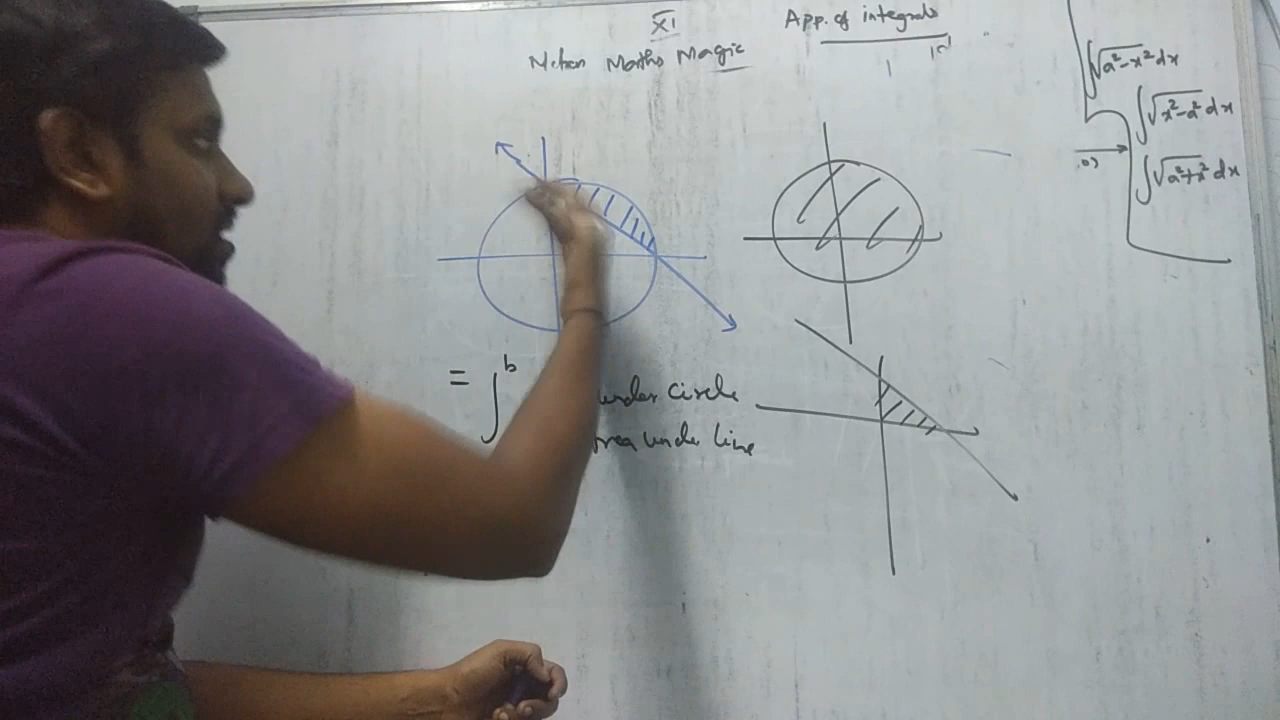 XI
App. of integrals
Maths Magic
∫√a²-x² dx
∫√x²-a² dx
∫√a²+x² dx
= ∫ b
under circle
area under line